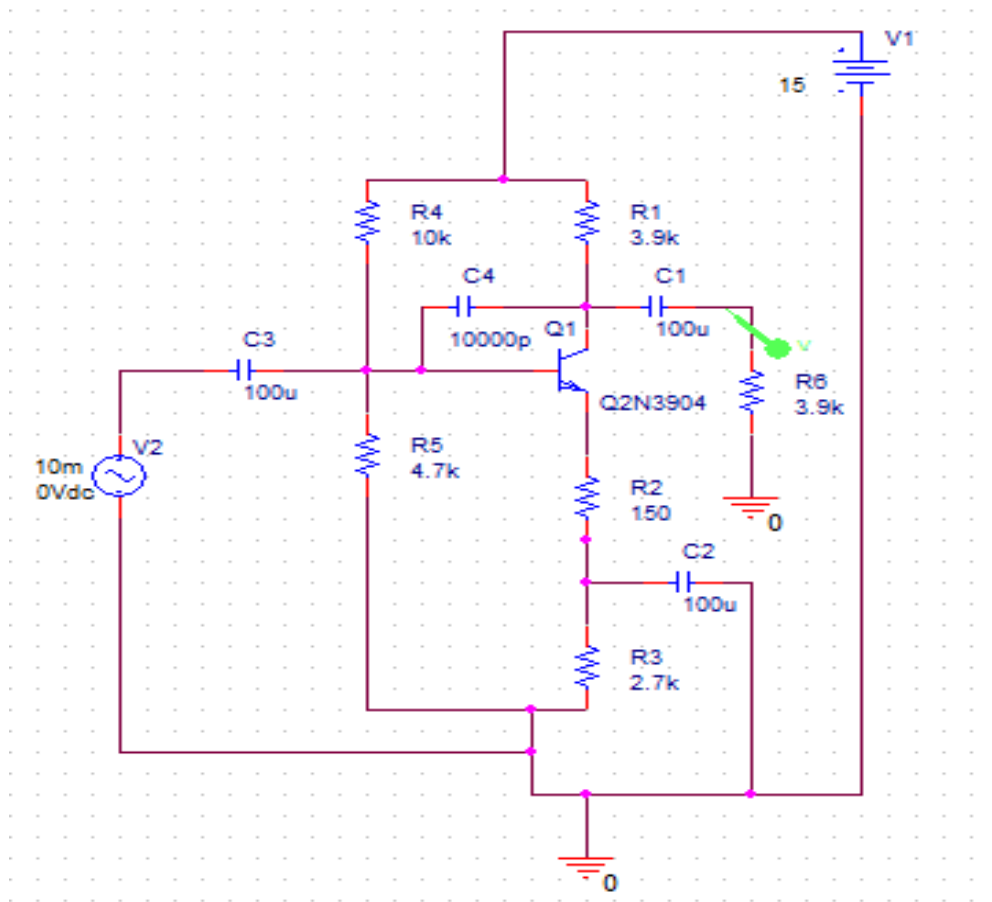 V1
15
R4
10k
R1
3.9k
C4
10000p
C1
100u
Q1
Q2N3904
V
C3
100u
R6
3.9k
V2
10m
0Vdc
R5
4.7k
R2
150
0
C2
100u
R3
2.7k
0